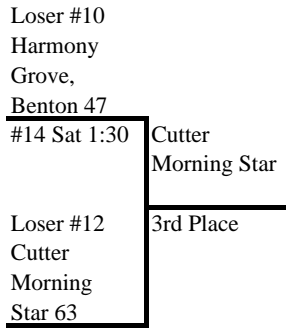 Loser #10
Harmony
Grove,
Benton 47
#14 Sat 1:30
Cutter
Morning Star
Loser #12
Cutter
Morning
Star 63
3rd Place